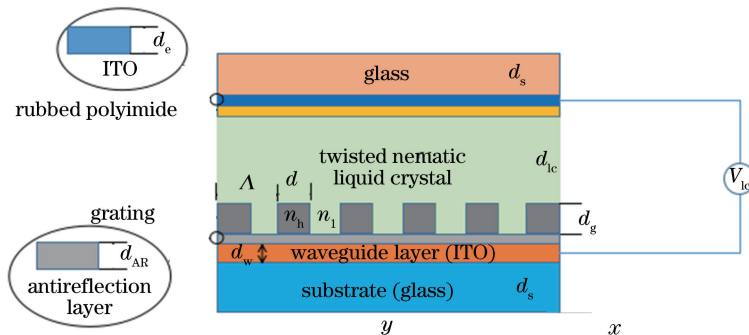 d_e
ITO
rubbed polyimide
glass d_s
twisted nematic
liquid crystal
d_lc
V_lc
Λ d
n_h n_1
d_g
grating
d_AR
antireflection
layer
d_w waveguide layer (ITO)
substrate (glass) d_s
y x